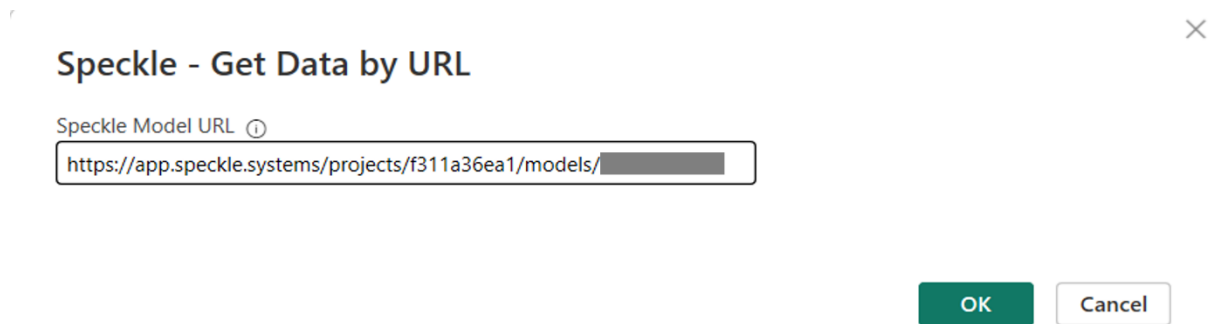 Speckle - Get Data by URL
Speckle Model URL
https://app.speckle.systems/projects/f311a36ea1/models/
OK
Cancel